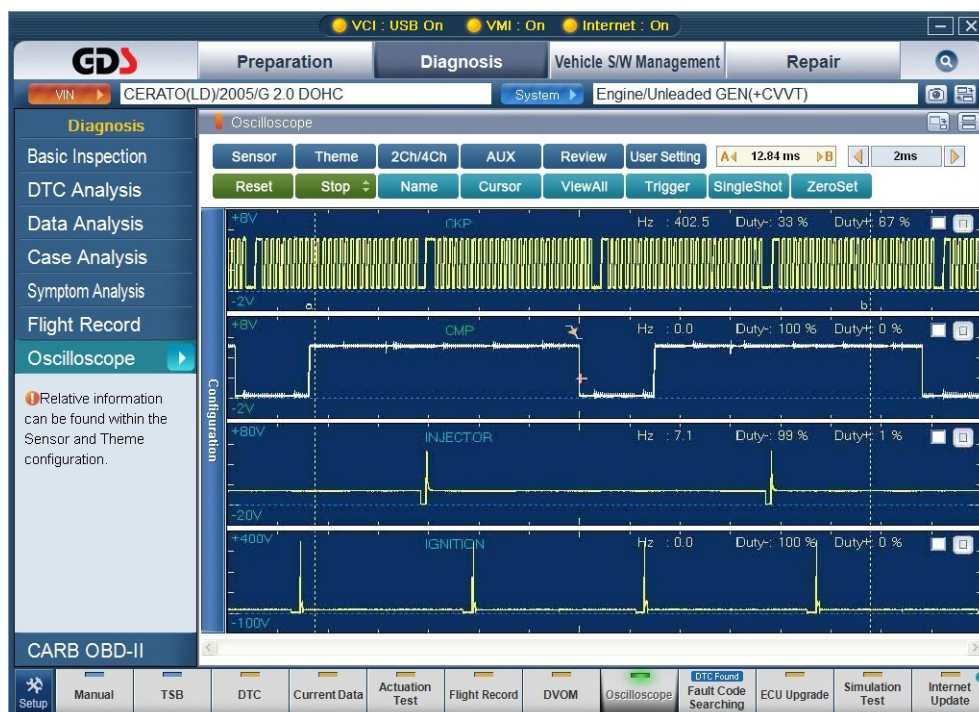 VCI : USB On VMI : On Internet : On
GDS
Preparation Diagnosis Vehicle S/W Management Repair
VIN CERATO(LD)/2005/G 2.0 DOHC System Engine/Unleaded GEN(+CVVT)
Diagnosis
Basic Inspection
DTC Analysis
Data Analysis
Case Analysis
Symptom Analysis
Flight Record
Oscilloscope
Relative information
can be found within the
Sensor and Theme
configuration.
CARB OBD-II
Oscilloscope
Sensor Theme 2Ch/4Ch AUX Review User Setting A 12.84 ms B 2ms
Reset Stop Name Cursor ViewAll Trigger SingleShot ZeroSet
Configuration
+8V CKP Hz : 402.5 Duty-: 33 % Duty+: 67 %
-2V a b
+8V CMP Hz : 0.0 Duty-: 100 % Duty+: 0 %
-2V
+80V INJECTOR Hz : 7.1 Duty-: 99 % Duty+: 1 %
-20V
+400V IGNITION Hz : 0.0 Duty-: 100 % Duty+: 0 %
-100V
Setup Manual TSB DTC Current Data Actuation Test Flight Record DVOM Oscilloscope DTC Found Fault Code Searching ECU Upgrade Simulation Test Internet Update